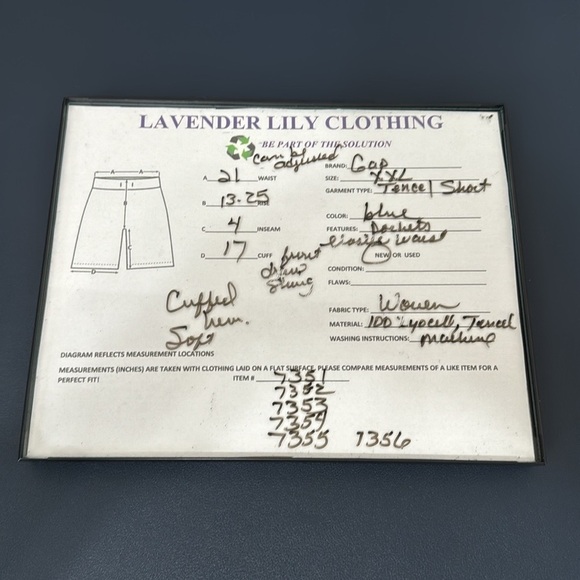 LAVENDER LILY CLOTHING
BE PART OF THE SOLUTION
can be adjusted
A A
B
C
D
A 21 WAIST
B 13.25 RISE
C 4 INSEAM
D 17 CUFF
front
draw
string
Cuffed
hem.
Soft
BRAND: Gap
SIZE: XXL
GARMENT TYPE: Tencel Short
COLOR: blue
FEATURES: Pockets
elastic waist
NEW OR USED
CONDITION:
FLAWS:
FABRIC TYPE: Woven
MATERIAL: 100% Lyocell, Tencel
WASHING INSTRUCTIONS: machine
DIAGRAM REFLECTS MEASUREMENT LOCATIONS
MEASUREMENTS (INCHES) ARE TAKEN WITH CLOTHING LAID ON A FLAT SURFACE, PLEASE COMPARE MEASUREMENTS OF A LIKE ITEM FOR A
PERFECT FIT! ITEM # 7351
7352
7353
7354
7355 7356